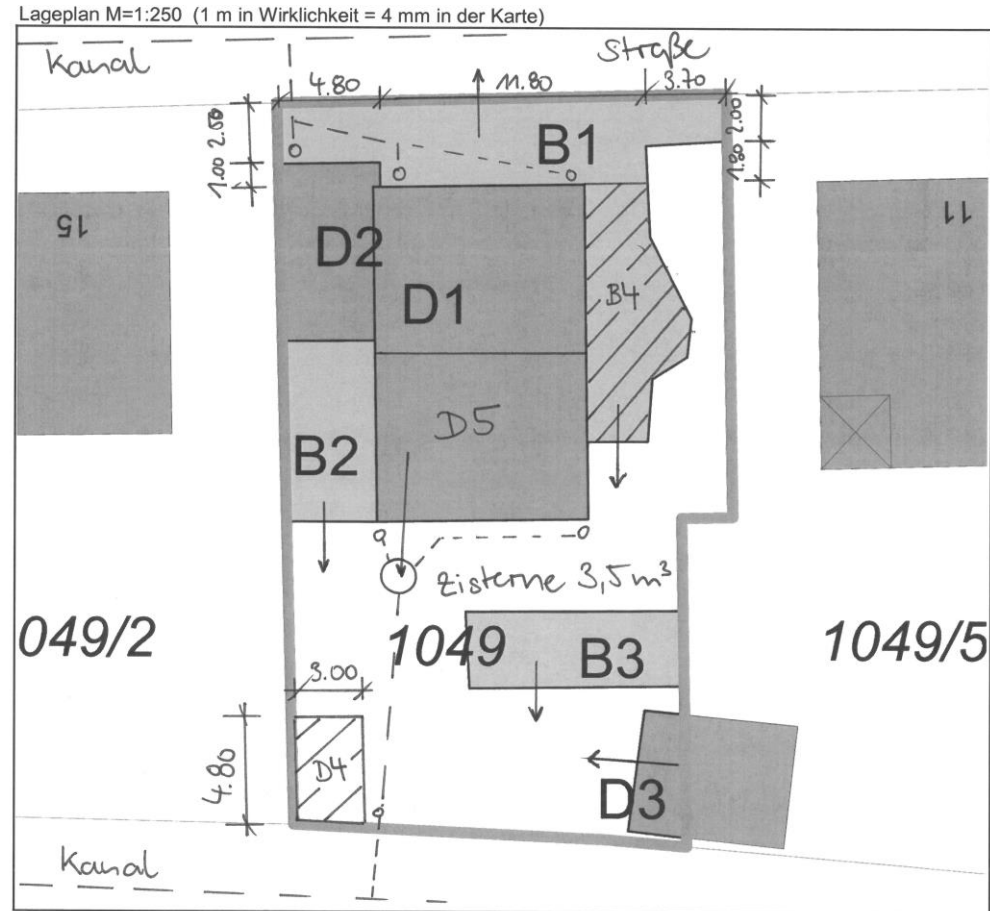 Lageplan M=1:250 (1 m in Wirklichkeit = 4 mm in der Karte)
Kanal
Straße
4.80
11.80
3.70
2.00
1.80
2.00
1.00
B1
15
11
D2
D1
B4
D5
B2
Zisterne 3,5m³
049/2
1049
B3
1049/5
3.00
4.80
D4
D3
Kanal